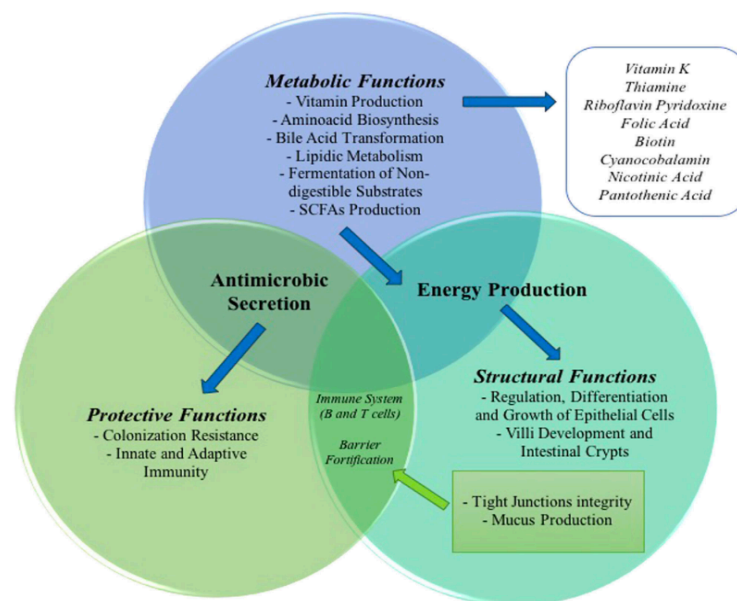 Metabolic Functions
- Vitamin Production
- Aminoacid Biosynthesis
- Bile Acid Transformation
- Lipidic Metabolism
- Fermentation of Non-
digestible Substrates
- SCFAs Production
Vitamin K
Thiamine
Riboflavin Pyridoxine
Folic Acid
Biotin
Cyanocobalamin
Nicotinic Acid
Pantothenic Acid
Antimicrobic
Secretion
Energy Production
Protective Functions
- Colonization Resistance
- Innate and Adaptive
Immunity
Immune System
(B and T cells)
Barrier
Fortification
Structural Functions
- Regulation, Differentiation
and Growth of Epithelial Cells
- Villi Development and
Intestinal Crypts
- Tight Junctions integrity
- Mucus Production